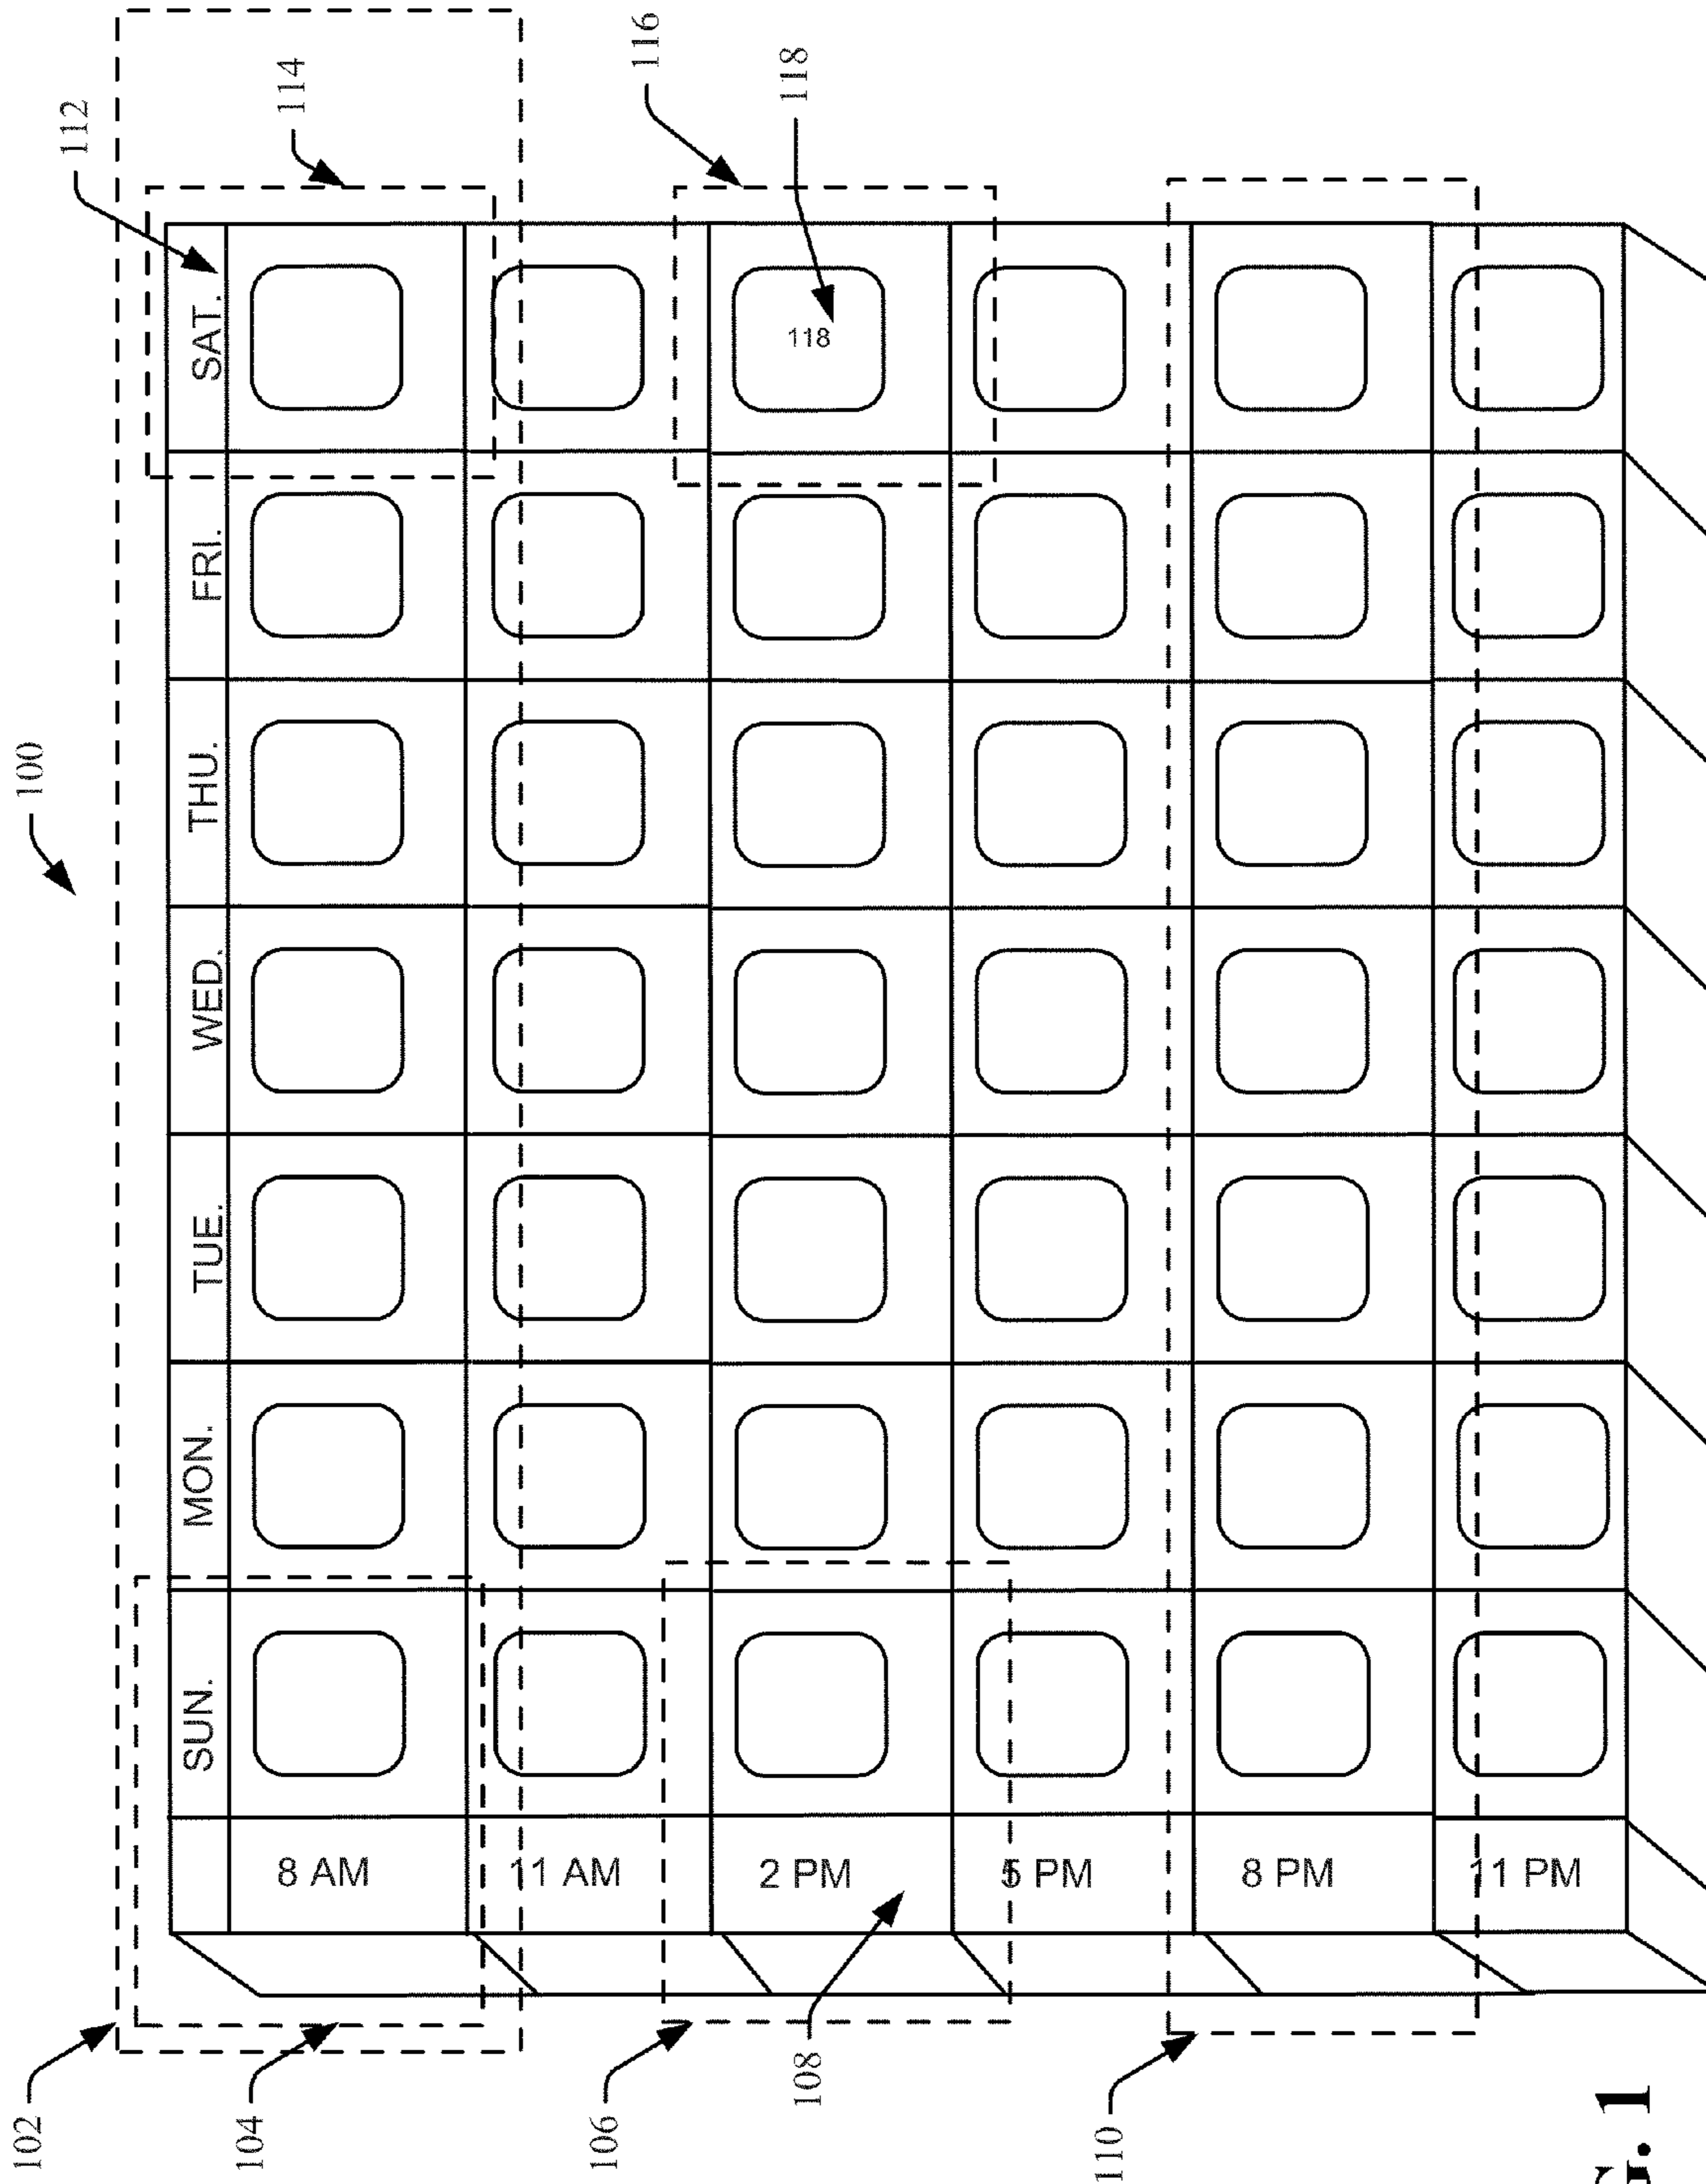 100
102
112
104
114
SUN. MON. TUE. WED. THU. FRI. SAT.
8 AM
11 AM
106
116
2 PM
118
118
108
5 PM
110
8 PM
11 PM
G. 1